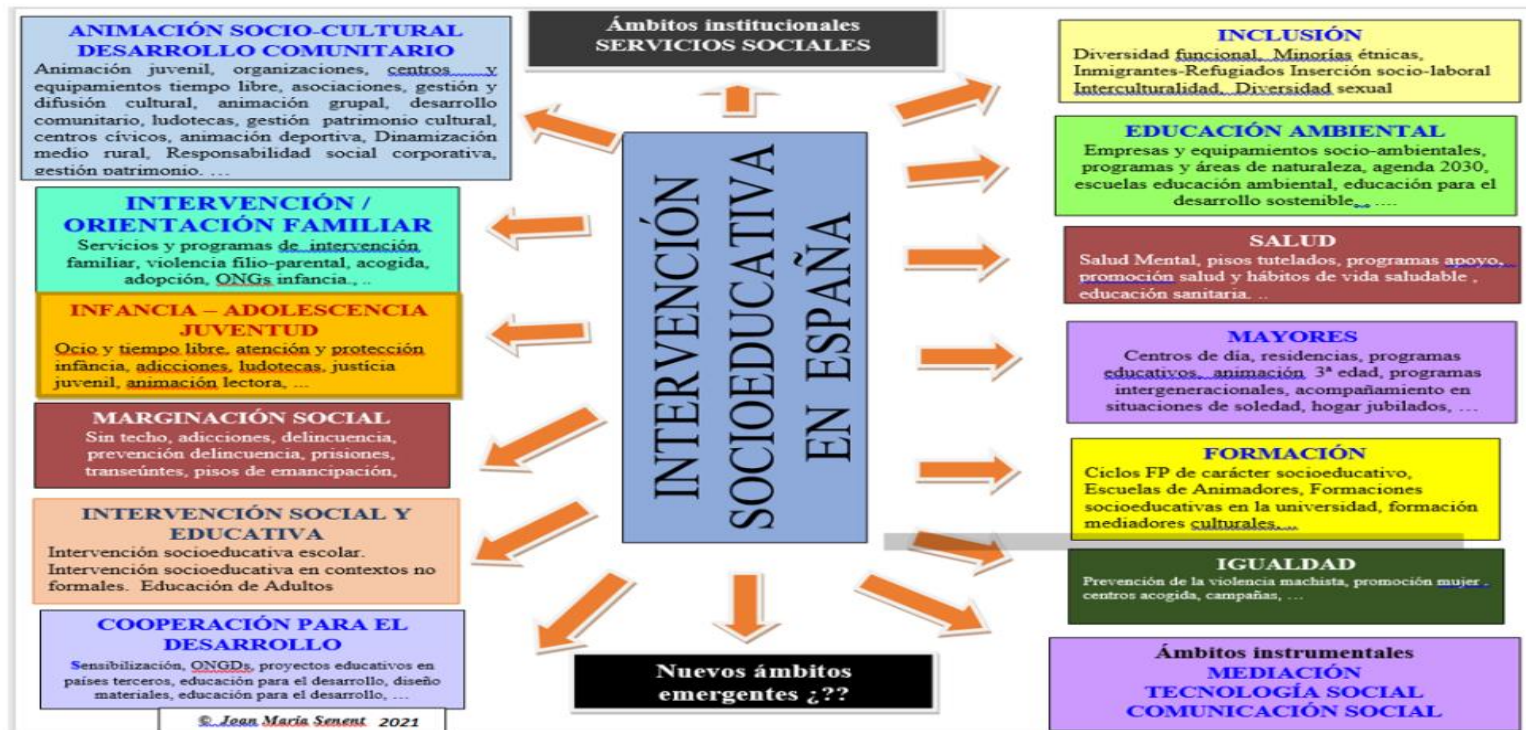 Ámbitos institucionales
SERVICIOS SOCIALES
ANIMACIÓN SOCIO-CULTURAL
DESARROLLO COMUNITARIO
Animación juvenil, organizaciones, centros y
equipamientos tiempo libre, asociaciones, gestión y
difusión cultural, animación grupal, desarrollo
comunitario, ludotecas, gestión patrimonio cultural,
centros cívicos, animación deportiva, Dinamización
medio rural, Responsabilidad social corporativa,
gestión patrimonio. ...
INTERVENCIÓN /
ORIENTACIÓN FAMILIAR
Servicios y programas de intervención
familiar, violencia filio-parental, acogida,
adopción, ONGs infancia., ..
INFANCIA – ADOLESCENCIA
JUVENTUD
Ocio y tiempo libre, atención y protección
infància, adicciones, ludotecas, justícia
juvenil, animación lectora, ...
MARGINACIÓN SOCIAL
Sin techo, adicciones, delincuencia,
prevención delincuencia, prisiones,
transeúntes, pisos de emancipación,
INTERVENCIÓN SOCIAL Y
EDUCATIVA
Intervención socioeducativa escolar.
Intervención socioeducativa en contextos no
formales. Educación de Adultos
COOPERACIÓN PARA EL
DESARROLLO
Sensibilización, ONGDs, proyectos educativos en
países terceros, educación para el desarrollo, diseño
materiales, educación para el desarrollo, ...
© Joan María Senent 2021
INTERVENCIÓN
SOCIOEDUCATIVA
EN ESPAÑA
Nuevos ámbitos
emergentes ¿??
INCLUSIÓN
Diversidad funcional, Minorías étnicas,
Inmigrantes-Refugiados Inserción socio-laboral
Interculturalidad, Diversidad sexual
EDUCACIÓN AMBIENTAL
Empresas y equipamientos socio-ambientales,
programas y áreas de naturaleza, agenda 2030,
escuelas educación ambiental, educación para el
desarrollo sostenible, ....
SALUD
Salud Mental, pisos tutelados, programas apoyo,
promoción salud y hábitos de vida saludable ,
educación sanitaria. ..
MAYORES
Centros de día, residencias, programas
educativos, animación 3ª edad, programas
intergeneracionales, acompañamiento en
situaciones de soledad, hogar jubilados, ...
FORMACIÓN
Ciclos FP de carácter socioeducativo,
Escuelas de Animadores, Formaciones
socioeducativas en la universidad, formación
mediadores culturales, ...
IGUALDAD
Prevención de la violencia machista, promoción mujer ,
centros acogida, campañas, ...
Ámbitos instrumentales
MEDIACIÓN
TECNOLOGÍA SOCIAL
COMUNICACIÓN SOCIAL